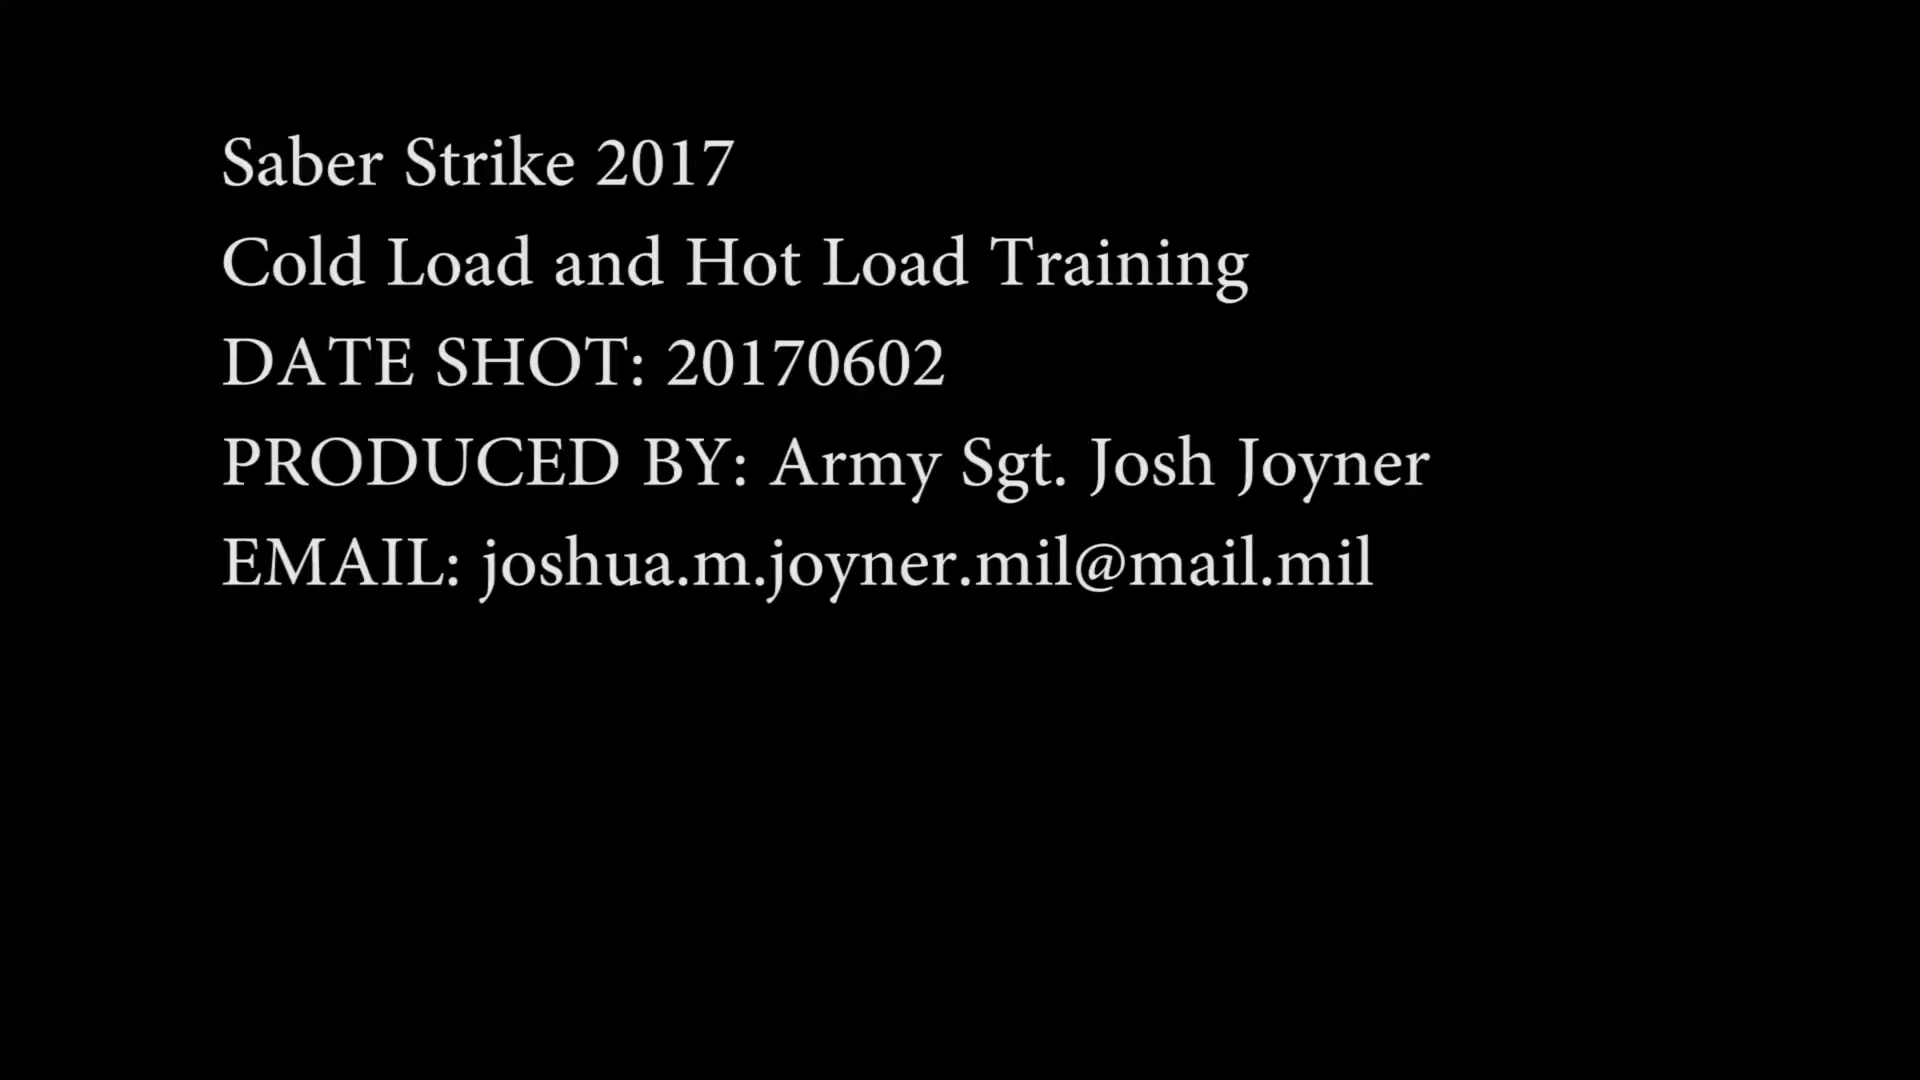 Saber Strike 2017
Cold Load and Hot Load Training
DATE SHOT: 20170602
PRODUCED BY: Army Sgt. Josh Joyner
EMAIL: joshua.m.joyner.mil@mail.mil